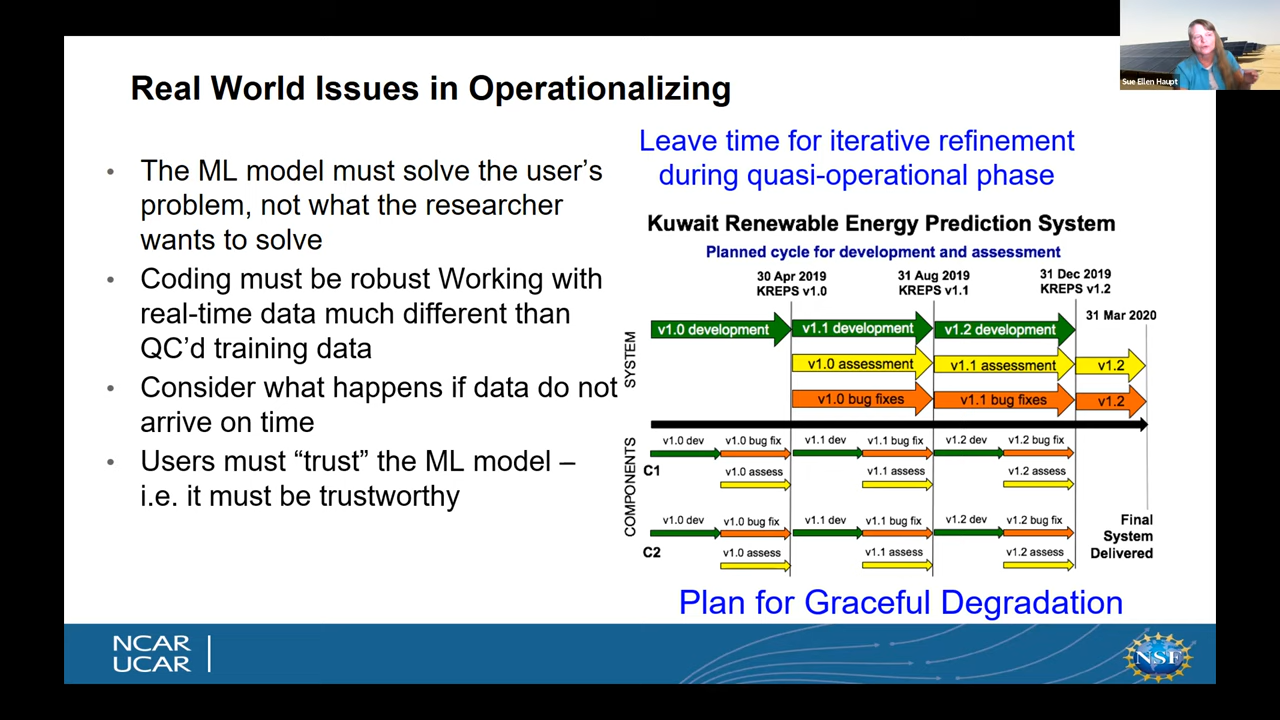 Sue Ellen Haupt
Real World Issues in Operationalizing
• The ML model must solve the user's
problem, not what the researcher
wants to solve
• Coding must be robust Working with
real-time data much different than
QC'd training data
• Consider what happens if data do not
arrive on time
• Users must “trust” the ML model –
i.e. it must be trustworthy
Leave time for iterative refinement
during quasi-operational phase
Kuwait Renewable Energy Prediction System
Planned cycle for development and assessment
30 Apr 2019
KREPS v1.0
31 Aug 2019
KREPS v1.1
31 Dec 2019
KREPS v1.2
31 Mar 2020
SYSTEM
v1.0 development
v1.1 development
v1.2 development
v1.0 assessment
v1.1 assessment
v1.2
v1.0 bug fixes
v1.1 bug fixes
v1.2
COMPONENTS
v1.0 dev
v1.0 bug fix
v1.1 dev
v1.1 bug fix
v1.2 dev
v1.2 bug fix
C1
v1.0 assess
v1.1 assess
v1.2 assess
v1.0 dev
v1.0 bug fix
v1.1 dev
v1.1 bug fix
v1.2 dev
v1.2 bug fix
C2
v1.0 assess
v1.1 assess
v1.2 assess
Final
System
Delivered
Plan for Graceful Degradation
NCAR
UCAR
NSF